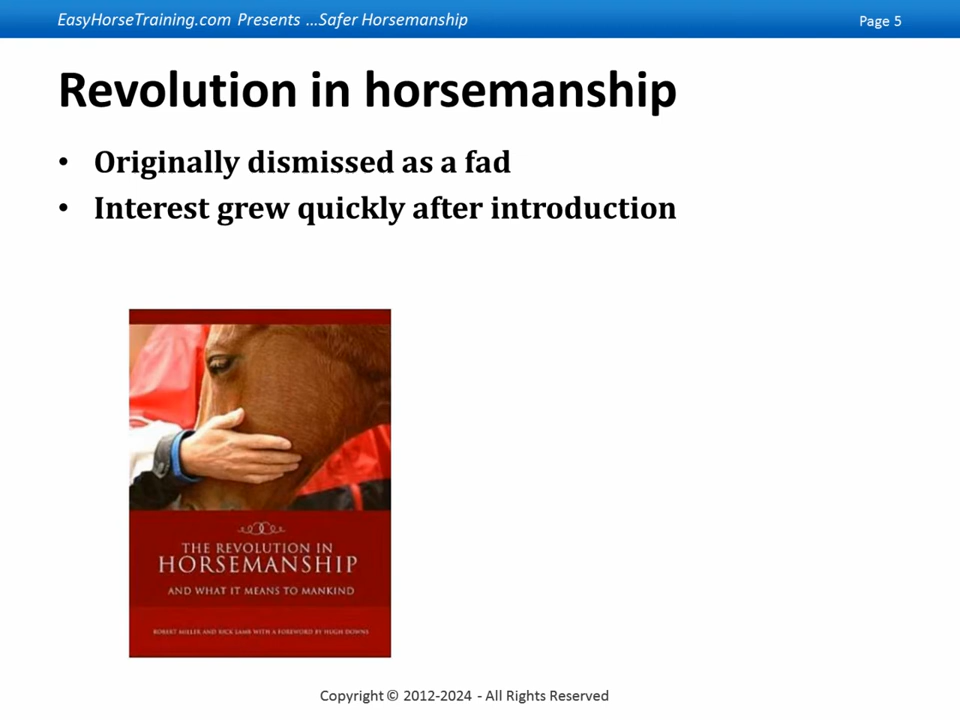 EasyHorseTraining.com Presents ...Safer Horsemanship
Page 5
Revolution in horsemanship
• Originally dismissed as a fad
• Interest grew quickly after introduction
THE REVOLUTION IN
HORSEMANSHIP
AND WHAT IT MEANS TO MANKIND
ROBERT MILLER AND RICK LAMB WITH A FOREWORD BY HUGH DOWNS
Copyright © 2012-2024 - All Rights Reserved